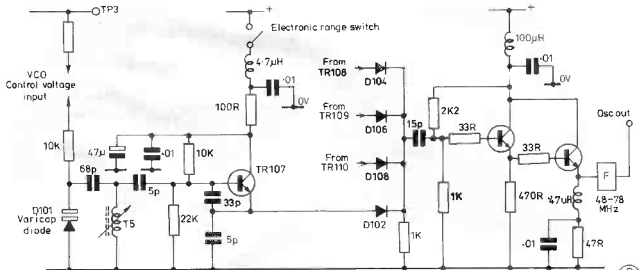 TP3
+
Electronic range switch
+
VCO
Control voltage
input
4·7μH
·01
0V
100R
From
TR108
D104
From
TR109
D106
From
TR110
D108
15p
2K2
33R
100μH
·01
0V
33R
Osc out
F
48-78
MHz
10K
47μ
·01
10K
TR107
68p
5p
33p
D101
Varicap
diode
T5
22K
5p
D102
1K
1K
470R
·47uH
·01
47R